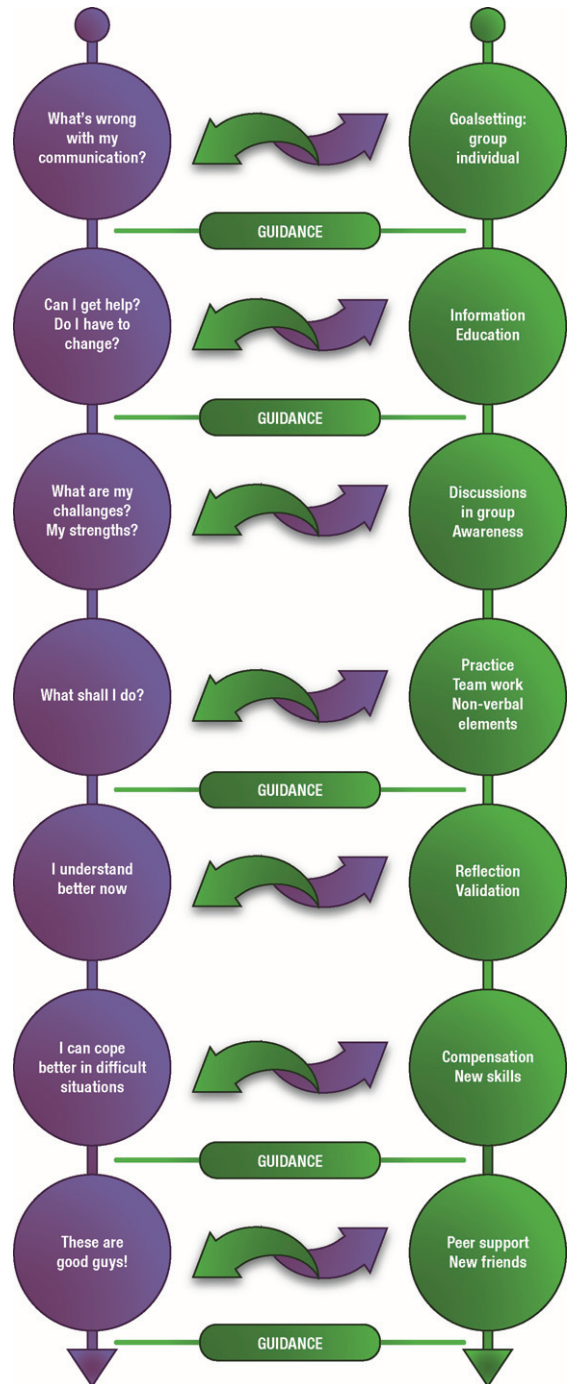 What's wrong
with my
communication?
Goalsetting:
group
individual
GUIDANCE
Can I get help?
Do I have to
change?
Information
Education
GUIDANCE
What are my
challanges?
My strengths?
Discussions
in group
Awareness
What shall I do?
Practice
Team work
Non-verbal
elements
GUIDANCE
I understand
better now
Reflection
Validation
I can cope
better in difficult
situations
Compensation
New skills
GUIDANCE
These are
good guys!
Peer support
New friends
GUIDANCE